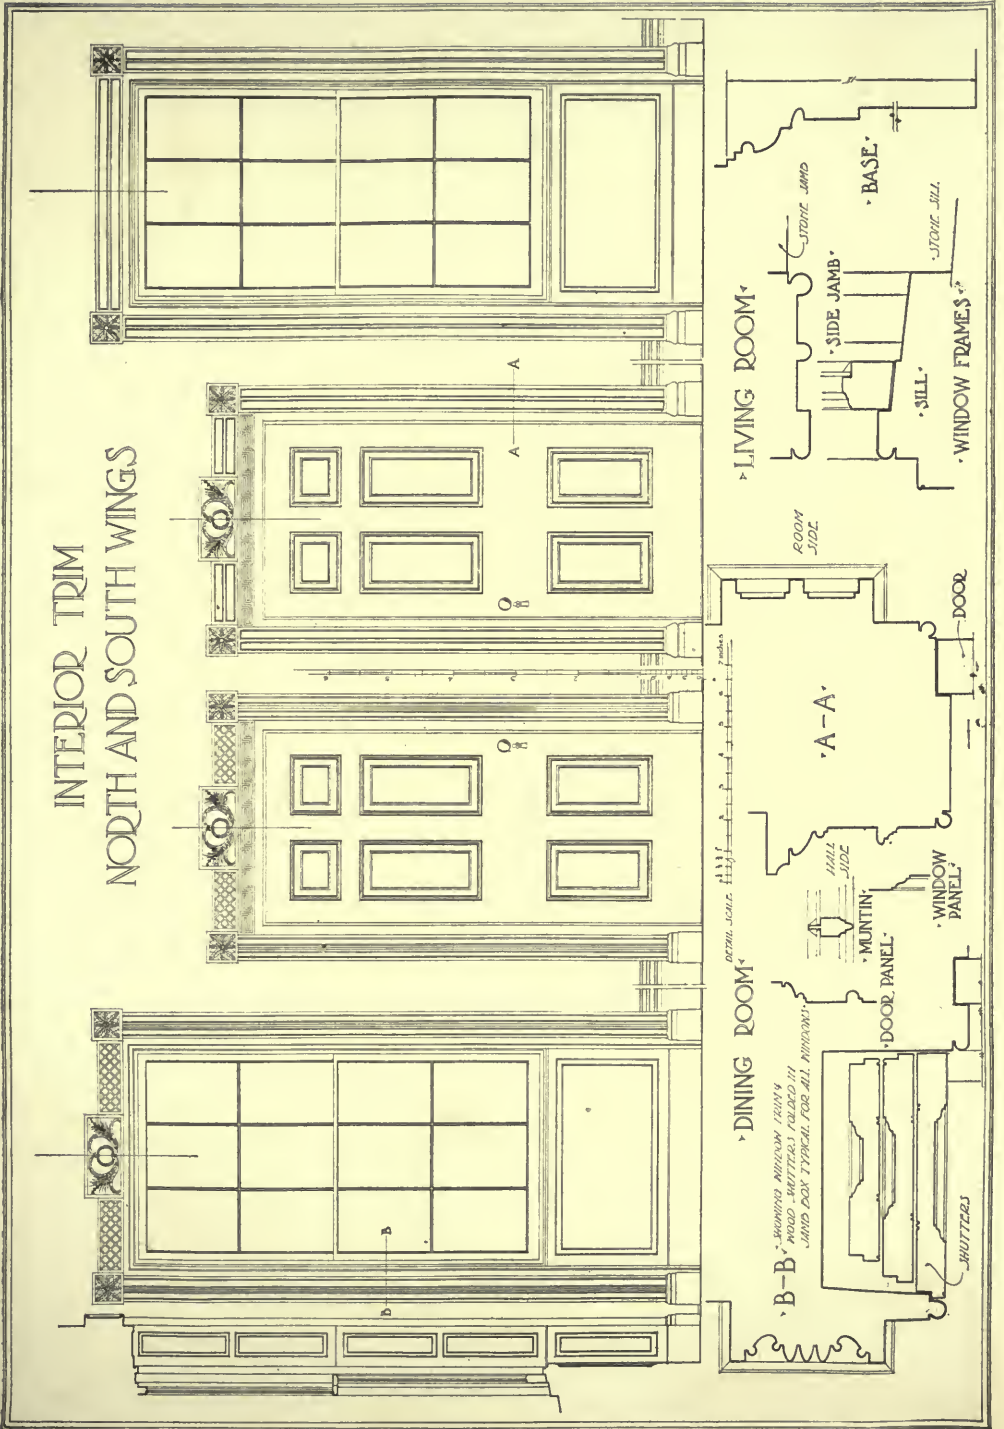 INTERIOR TRIM
NORTH AND SOUTH WINGS
B
B
A
A
·DINING ROOM·
·LIVING ROOM·
DETAIL SCALE
7 inches
·B-B·
·SHOWING WINDOW TRIM &
WOOD SHUTTERS FOLDED IN
JAMB BOX TYPICAL FOR ALL WINDOWS·
SHUTTERS
·DOOR PANEL·
·MUNTIN·
HALL
SIDE
·WINDOW
PANEL·
·A-A·
DOOR
ROOM
SIDE
STONE JAMB
·SIDE JAMB·
·SILL·
·STONE SILL·
·WINDOW FRAMES·
·BASE·